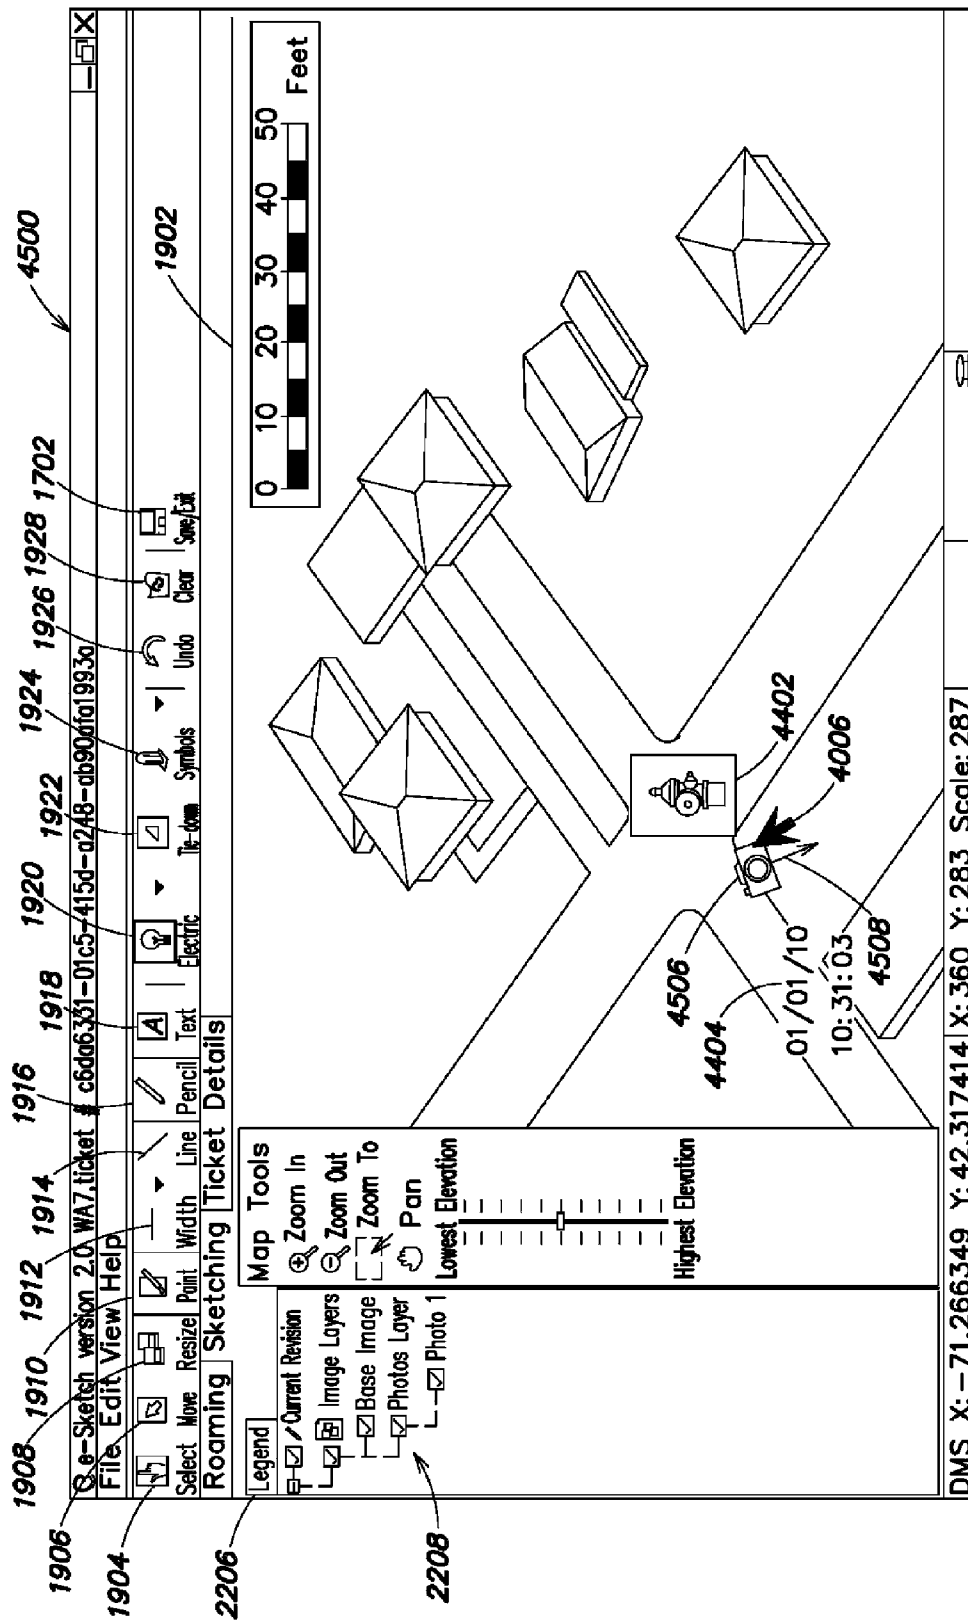 4500
e-Sketch version 2.0 WA7,ticket # c6da6331-01c5-415d-a248-ab90dfa1993a
File Edit View Help
1904
1906
1908
1910
1912
1914
1916
1918
1920
1922
1924
1926
1928
1702
Select Move Resize Paint Width Line Pencil Text Electric Tie-down Symbols Undo Clear Save/Exit
Roaming Sketching Ticket Details
1902
2206
Legend
Current Revision
Image Layers
Base Image
Photos Layer
Photo 1
2208
Map Tools
Zoom In
Zoom Out
Zoom To
Pan
Lowest Elevation
Highest Elevation
0 10 20 30 40 50
Feet
4402
4006
4506
4404
01/01/10
10:31:03
4508
DMS X:-71.266349 Y:42.317414 X:360 Y:283 Scale:287